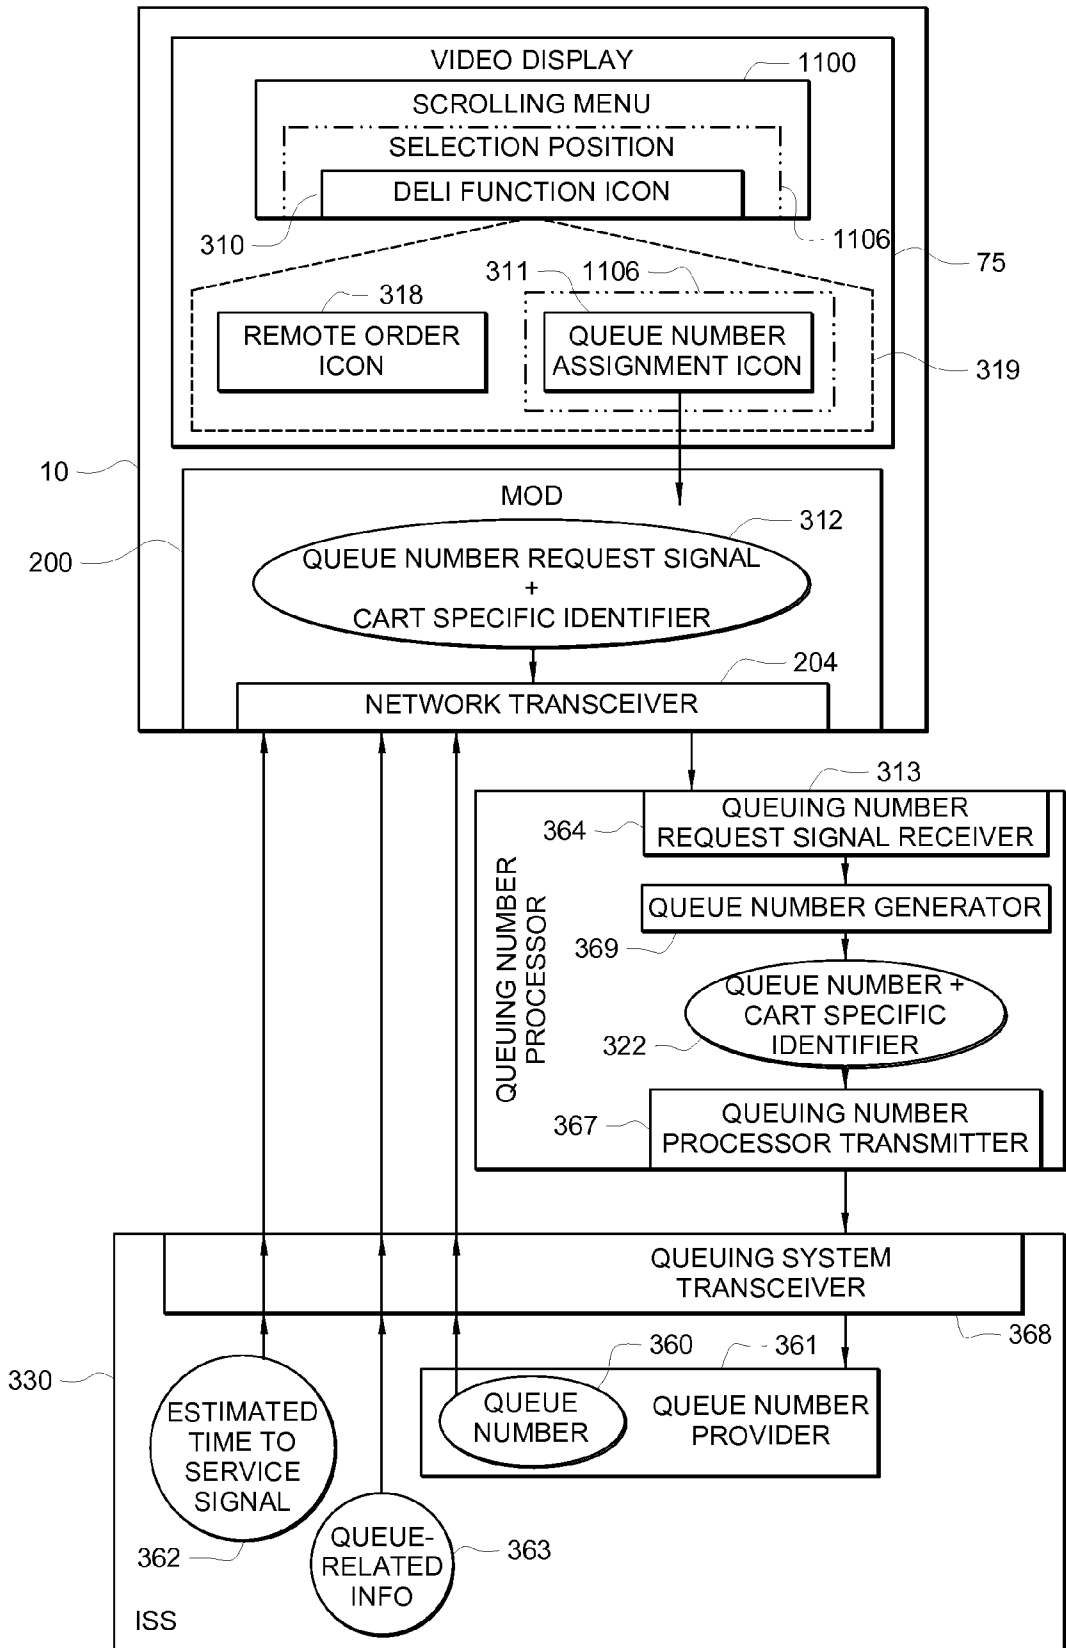 VIDEO DISPLAY
1100
SCROLLING MENU
SELECTION POSITION
DELI FUNCTION ICON
310
1106
75
311
1106
318
REMOTE ORDER
ICON
QUEUE NUMBER
ASSIGNMENT ICON
319
10
MOD
312
200
QUEUE NUMBER REQUEST SIGNAL
+
CART SPECIFIC IDENTIFIER
204
NETWORK TRANSCEIVER
313
QUEUING NUMBER
REQUEST SIGNAL RECEIVER
364
QUEUING NUMBER
PROCESSOR
QUEUE NUMBER GENERATOR
369
QUEUE NUMBER +
CART SPECIFIC
IDENTIFIER
322
QUEUING NUMBER
PROCESSOR TRANSMITTER
367
QUEUING SYSTEM
TRANSCEIVER
368
330
360
361
QUEUE
NUMBER
QUEUE NUMBER
PROVIDER
ESTIMATED
TIME TO
SERVICE
SIGNAL
362
QUEUE-
RELATED
INFO
363
ISS